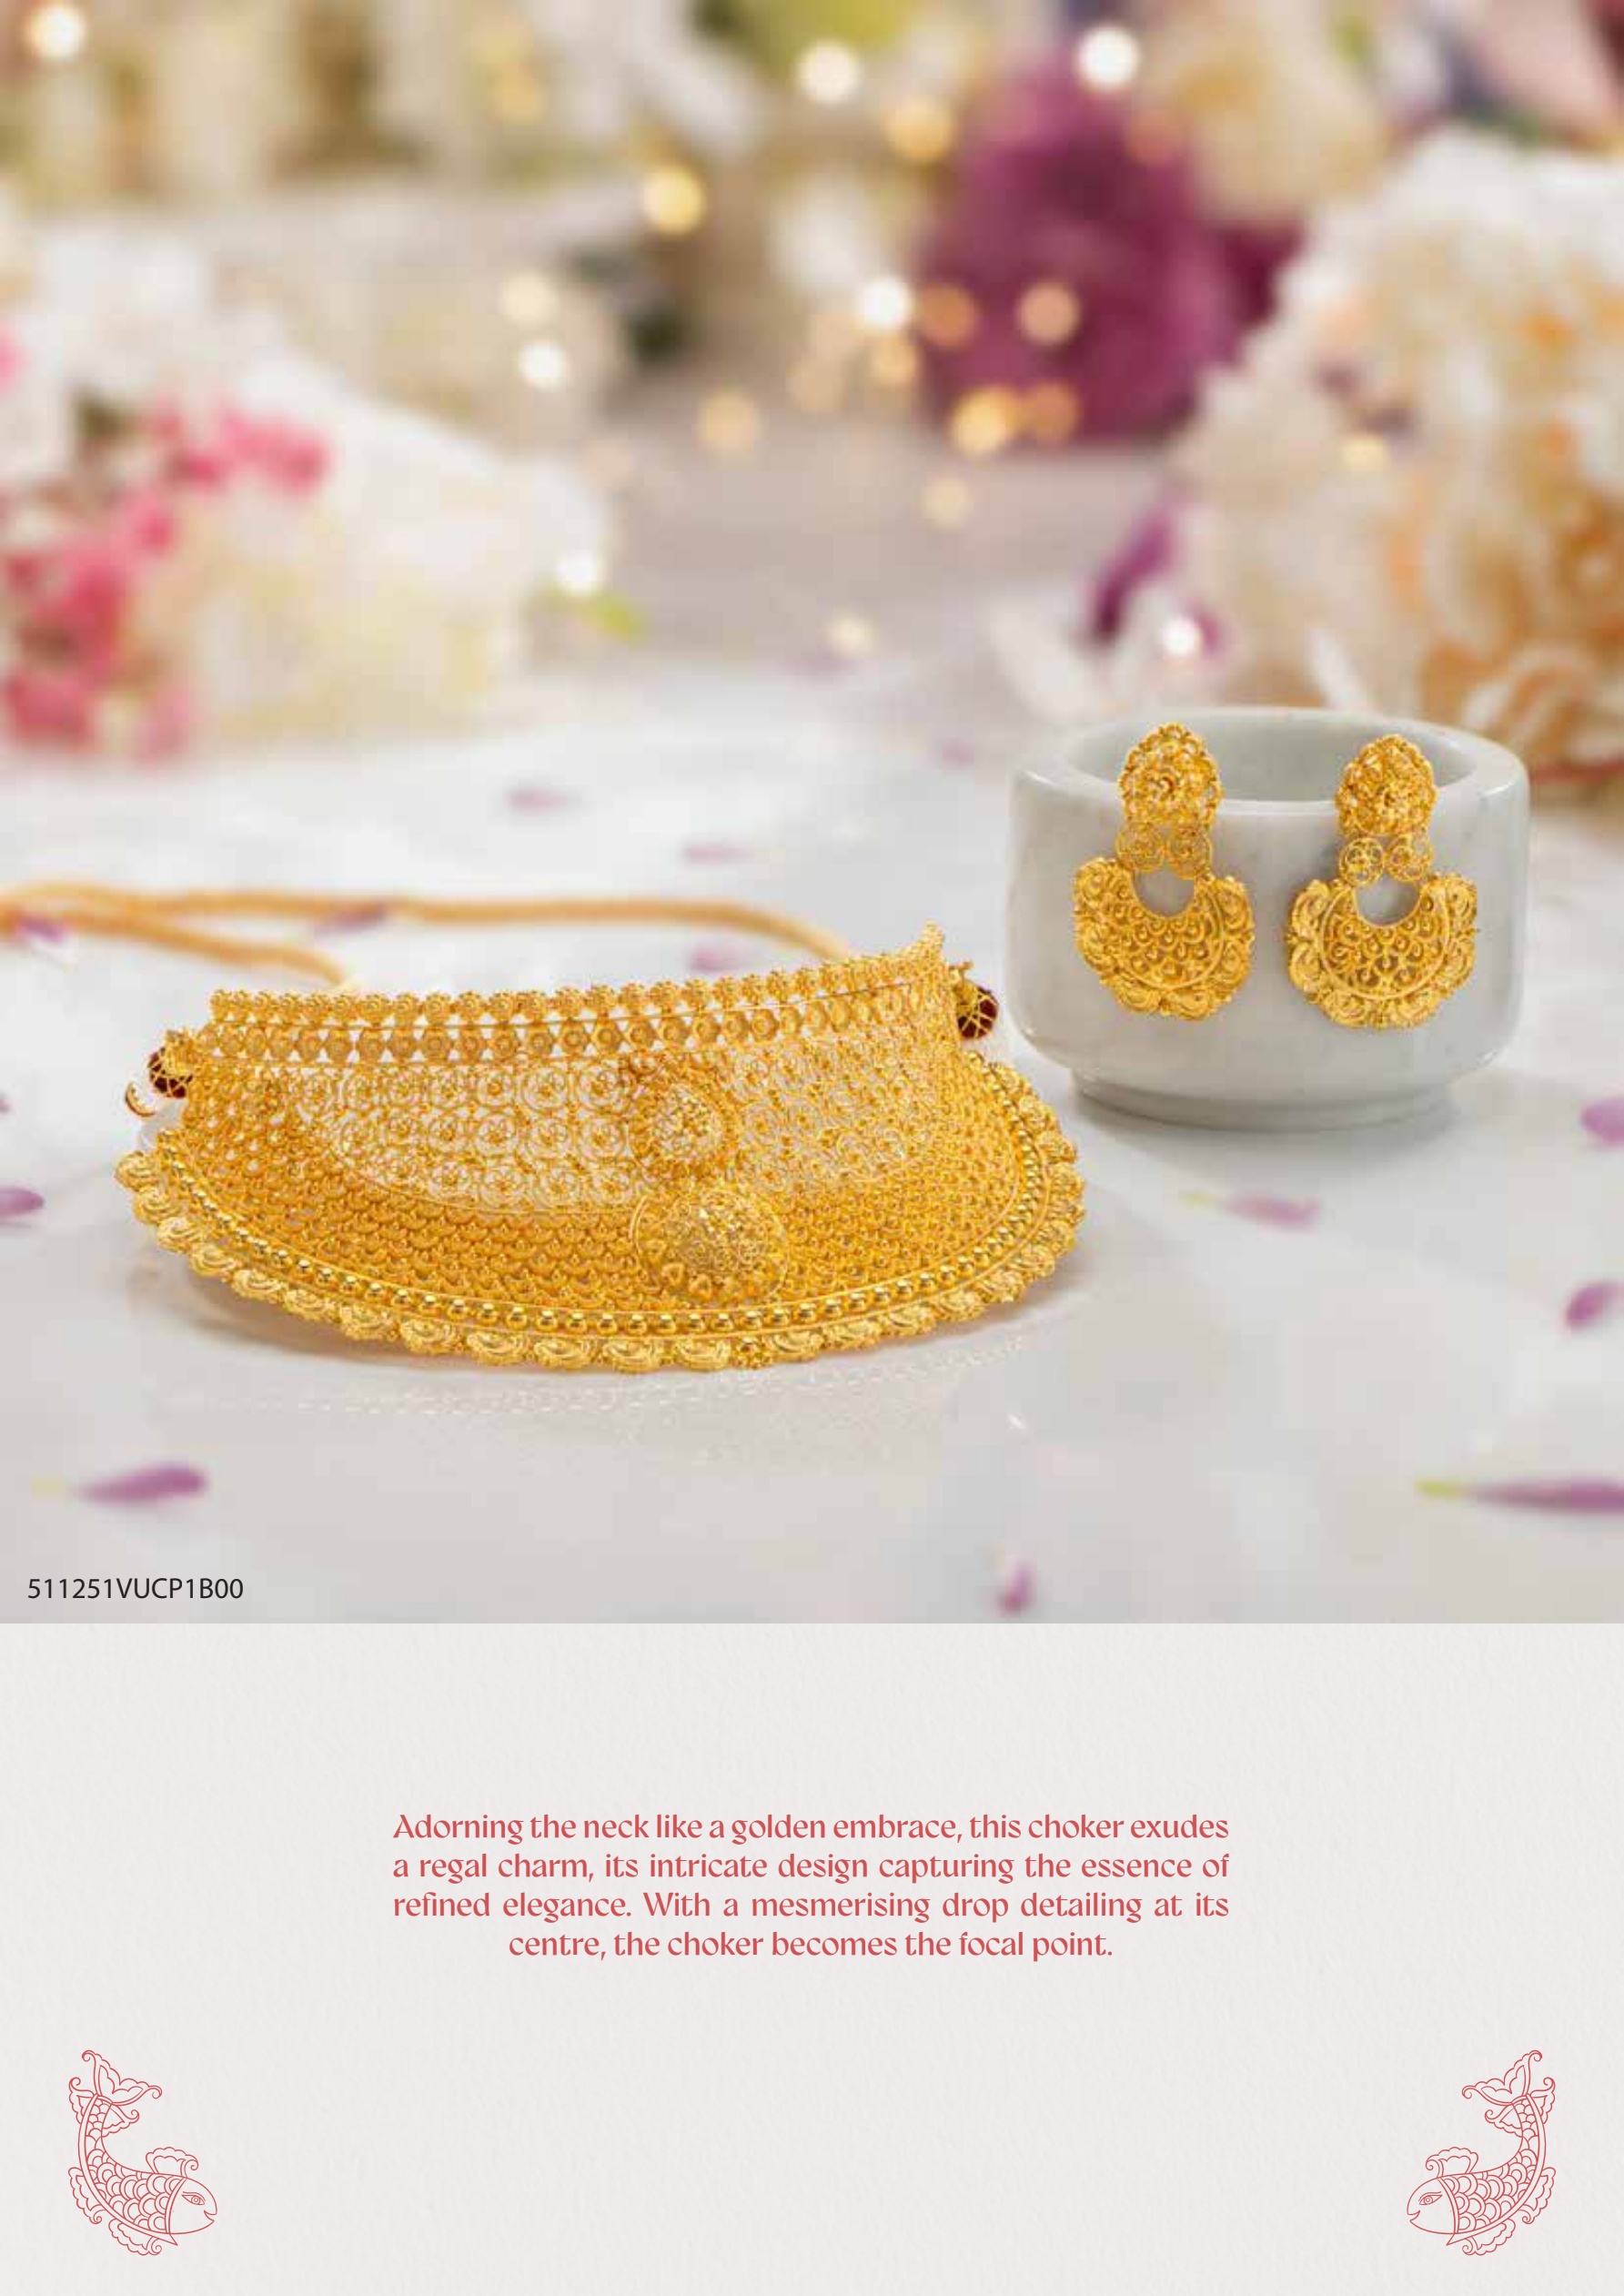 511251VUCP1B00
Adorning the neck like a golden embrace, this choker exudes
a regal charm, its intricate design capturing the essence of
refined elegance. With a mesmerising drop detailing at its
centre, the choker becomes the focal point.